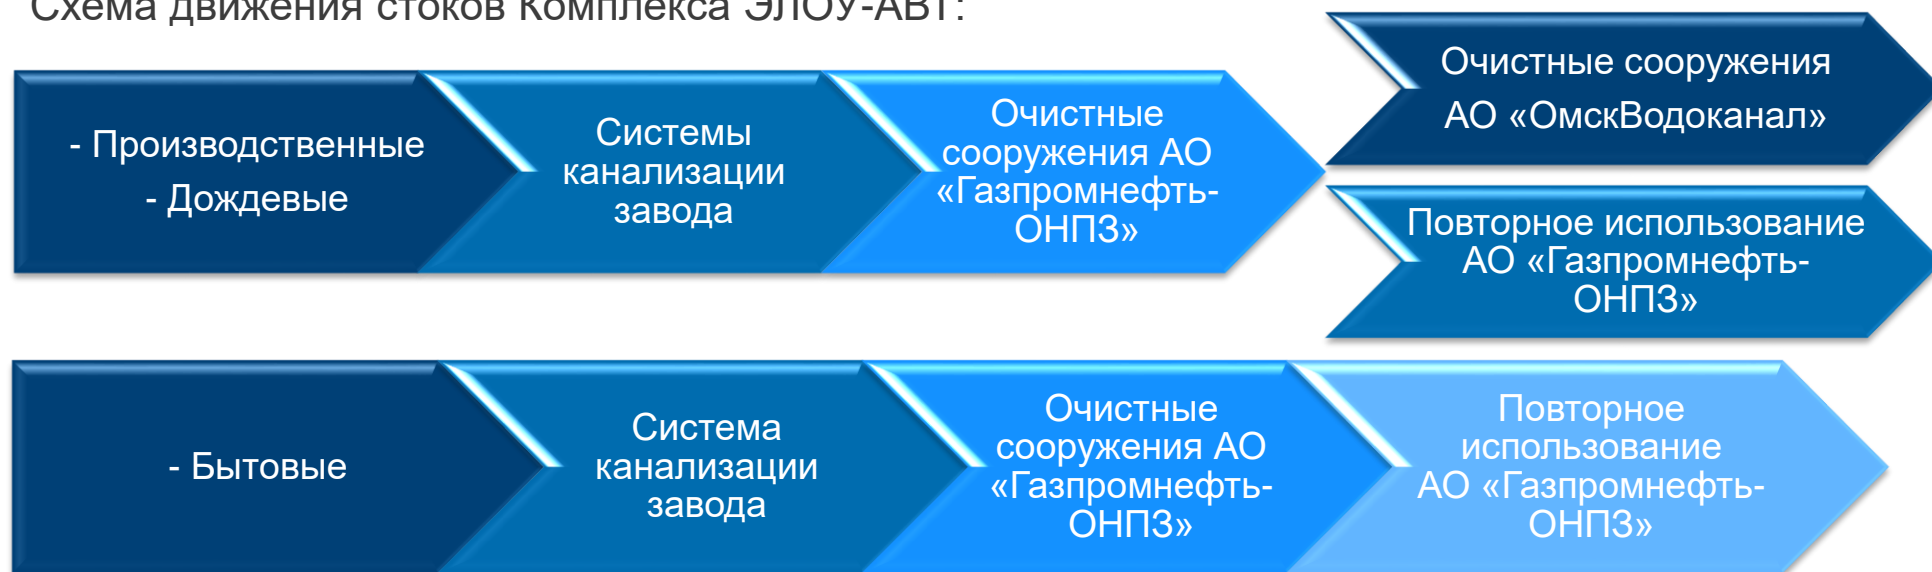 Схема движения стоков Комплекса ЭЛОУ-АВТ:
- Производственные
- Дождевые
Системы
канализации
завода
Очистные
сооружения АО
«Газпромнефть-
ОНПЗ»
Очистные сооружения
АО «ОмскВодоканал»
Повторное использование
АО «Газпромнефть-
ОНПЗ»
- Бытовые
Система
канализации
завода
Очистные
сооружения АО
«Газпромнефть-
ОНПЗ»
Повторное
использование
АО «Газпромнефть-
ОНПЗ»